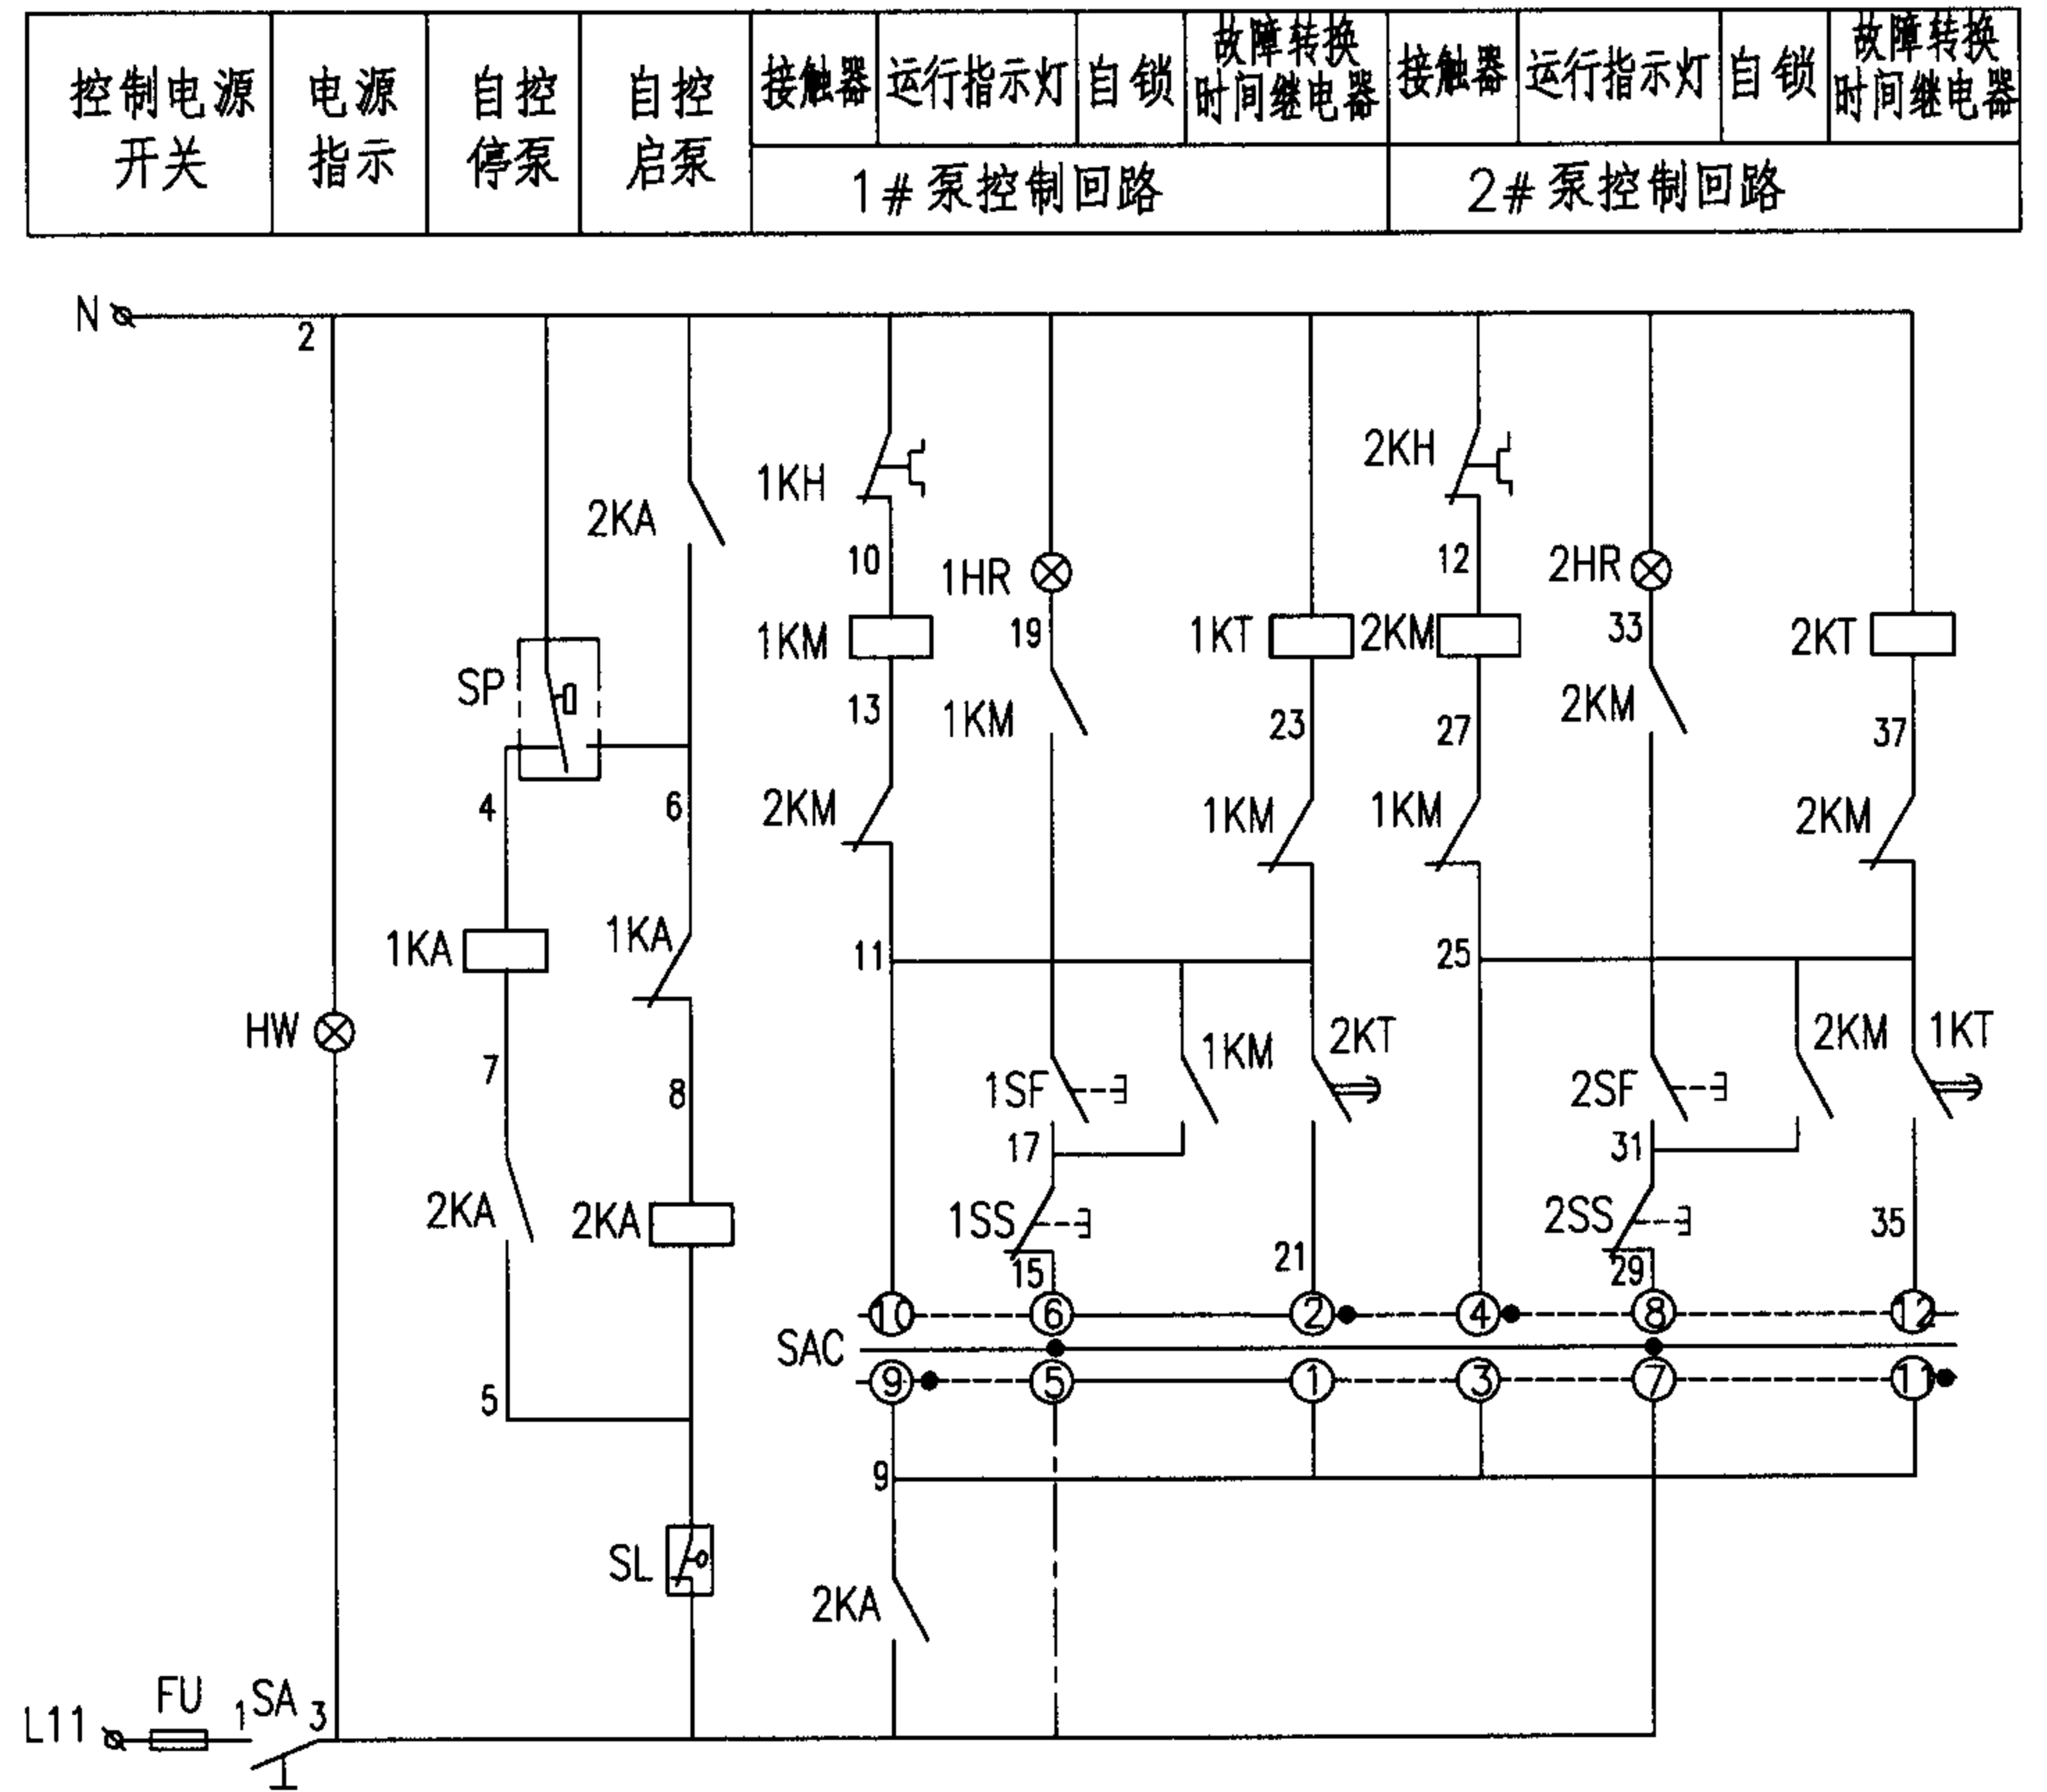 控制电源
开关
电源
指示
自控
停泵
自控
启泵
接触器
运行指示灯
自锁
故障转换
时间继电器
接触器
运行指示灯
自锁
故障转换
时间继电器
1# 泵控制回路
2# 泵控制回路
N
2
2KA
1KH
2KH
10
1HR
12
2HR
1KM
19
1KT
2KM
33
2KT
SP
13
1KM
23
27
2KM
37
4
6
2KM
1KM
1KM
2KM
1KA
1KA
11
25
HW
7
8
1SF
1KM
2KT
2SF
2KM
1KT
17
31
2KA
2KA
1SS
2SS
15
21
29
35
⑩
⑥
②
④
⑧
⑫
SAC
⑨
⑤
①
③
⑦
⑪
5
9
SL
2KA
L11
FU
1
SA
3